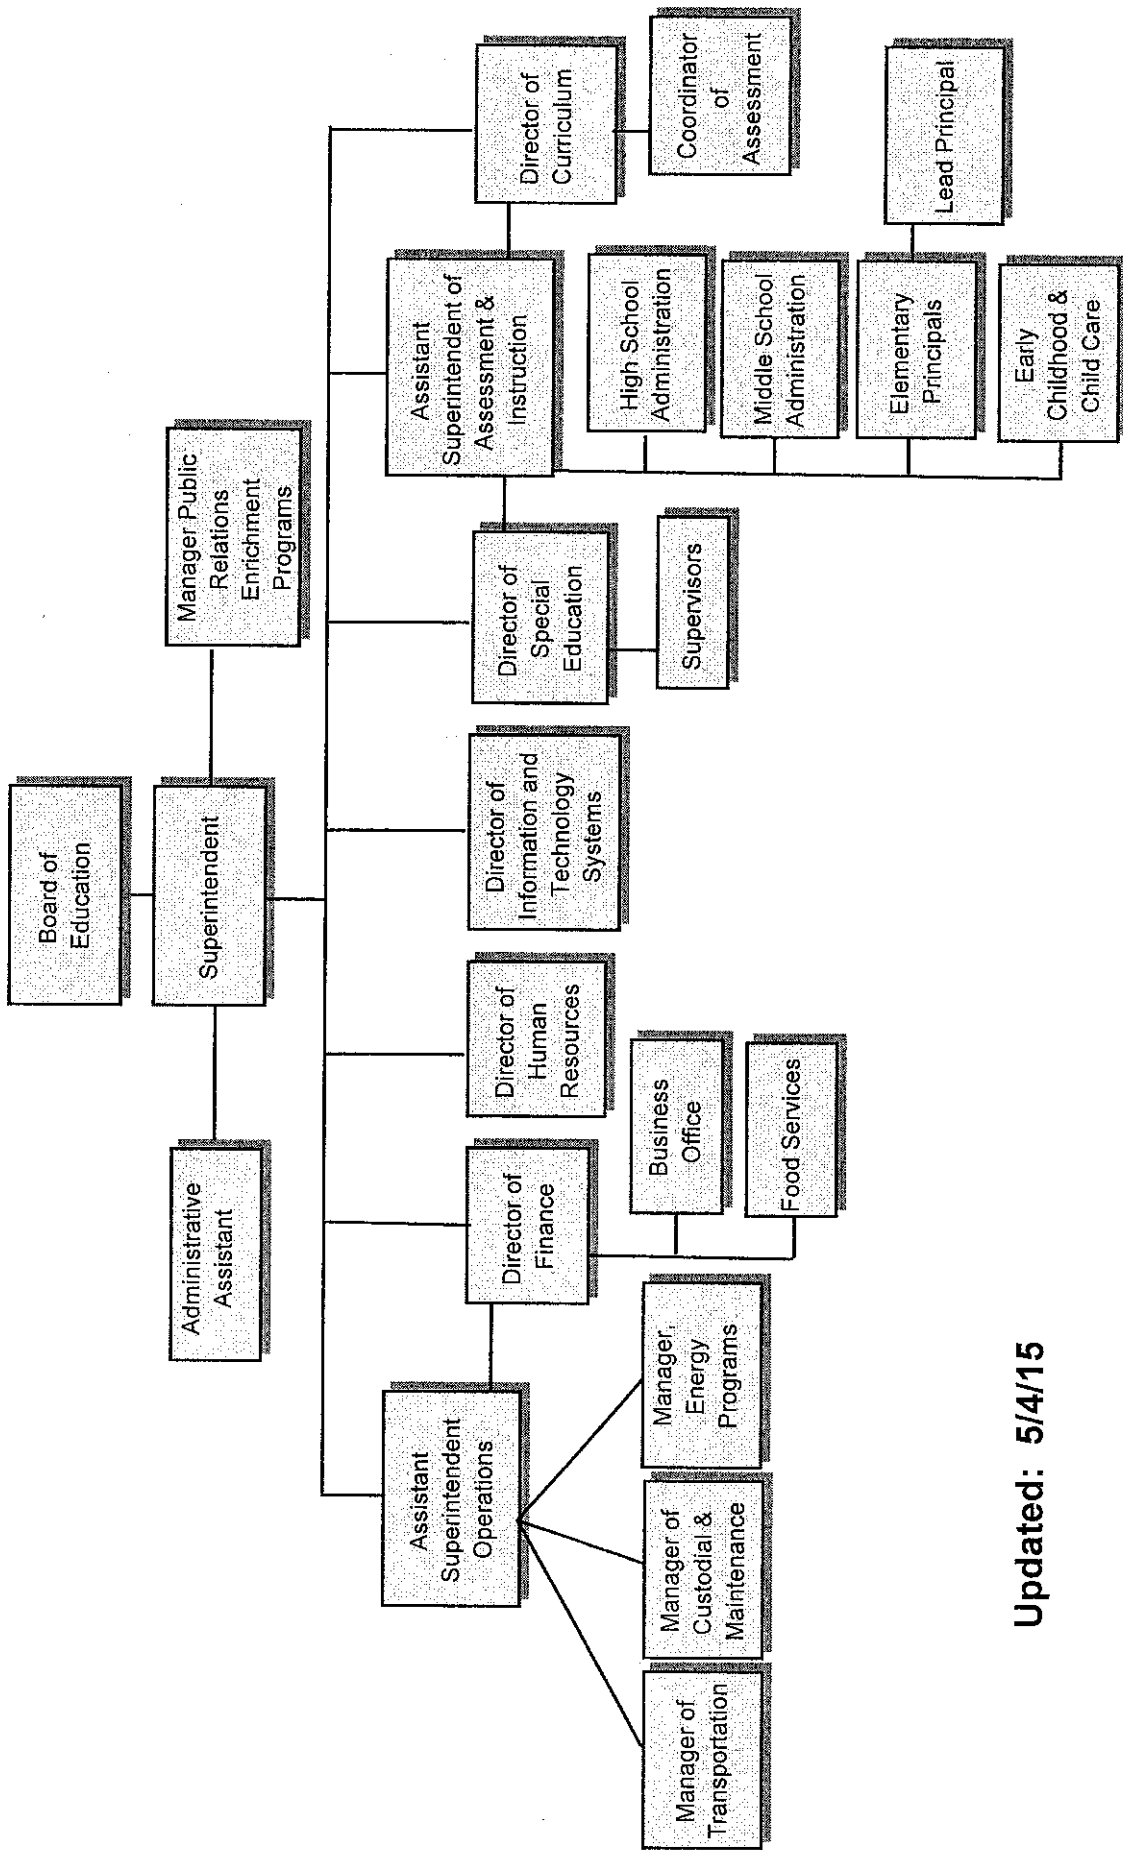 Board of
Education
Superintendent
Administrative
Assistant
Manager Public
Relations
Enrichment
Programs
Assistant
Superintendent
Operations
Director of
Finance
Director of
Human
Resources
Director of
Information and
Technology
Systems
Director of
Special
Education
Assistant
Superintendent of
Assessment &
Instruction
Director of
Curriculum
Manager of
Transportation
Manager of
Custodial &
Maintenance
Manager,
Energy
Programs
Business
Office
Food Services
Supervisors
High School
Administration
Middle School
Administration
Elementary
Principals
Lead Principal
Early
Childhood &
Child Care
Coordinator
of
Assessment
Updated: 5/4/15